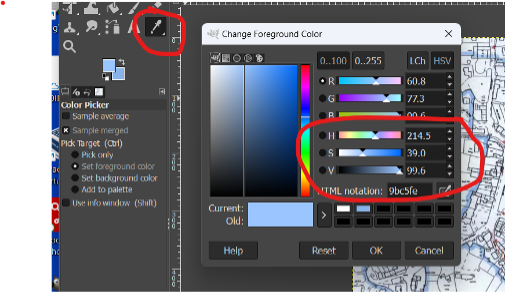 Change Foreground Color
0..100 0..255 LCh HSV
R 60.8
G 77.3
B 99.6
H 214.5
S 39.0
V 99.6
HTML notation: 9bc5fe
Current:
Old:
Help Reset OK Cancel
Color Picker
Sample average
Sample merged
Pick Target (Ctrl)
Pick only
Set foreground color
Set background color
Add to palette
Use info window (Shift)